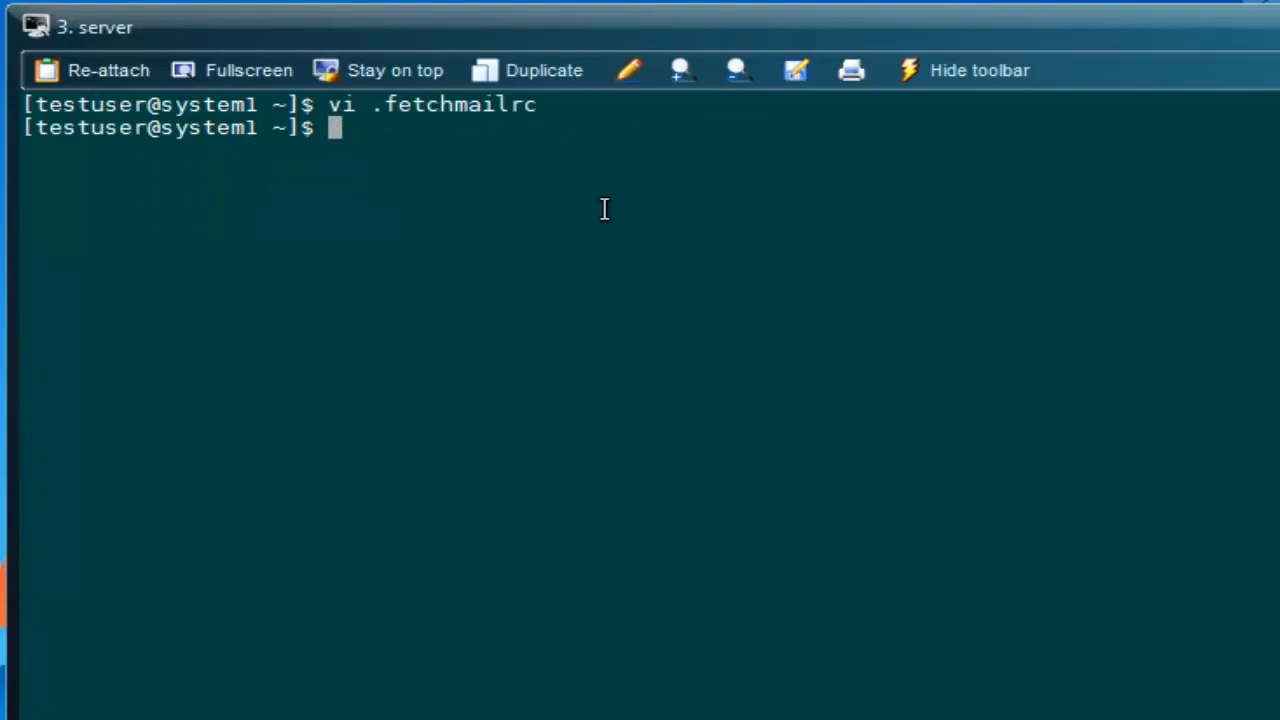 3. server
Re-attach Fullscreen Stay on top Duplicate Hide toolbar
[testuser@system1 ~]$ vi .fetchmailrc
[testuser@system1 ~]$